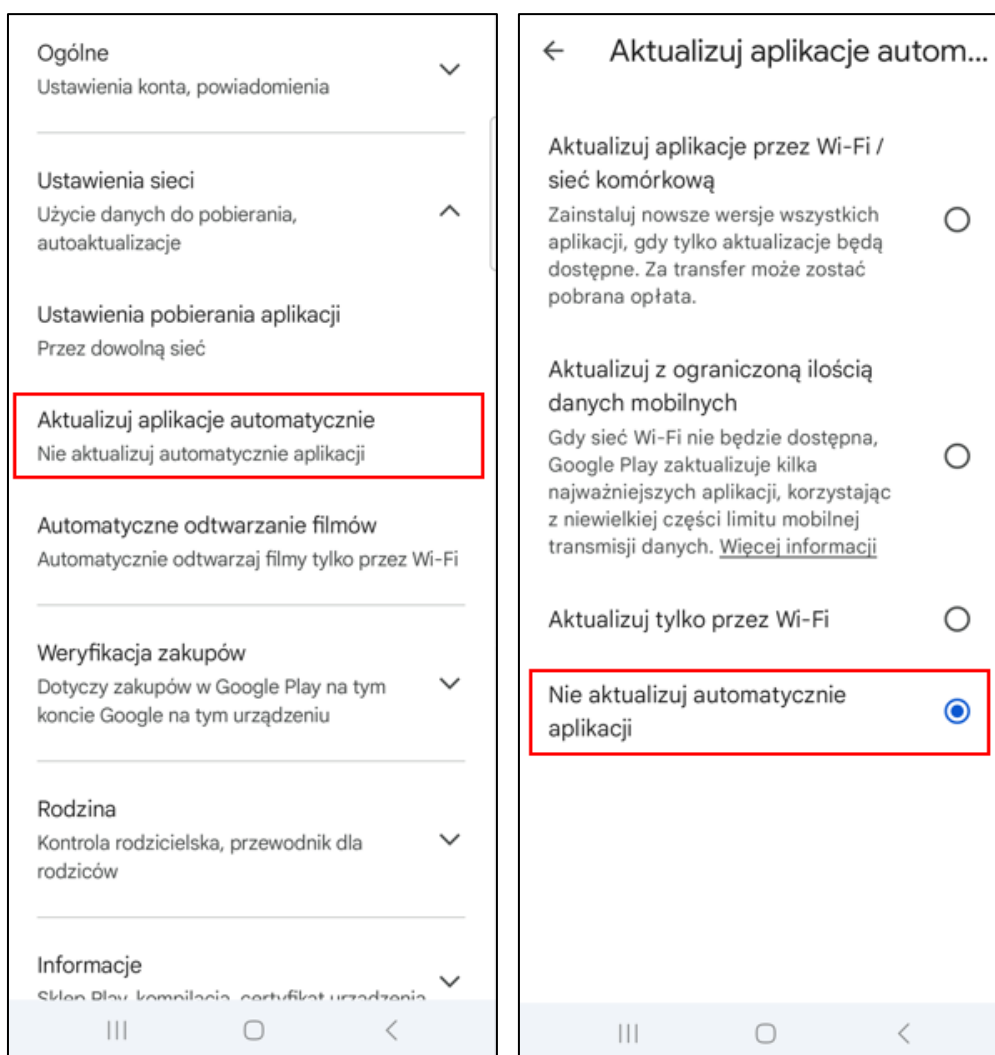 Ogólne
Ustawienia konta, powiadomienia
Ustawienia sieci
Użycie danych do pobierania,
autoaktualizacje
Ustawienia pobierania aplikacji
Przez dowolną sieć
Aktualizuj aplikacje automatycznie
Nie aktualizuj automatycznie aplikacji
Automatyczne odtwarzanie filmów
Automatycznie odtwarzaj filmy tylko przez Wi-Fi
Weryfikacja zakupów
Dotyczy zakupów w Google Play na tym
koncie Google na tym urządzeniu
Rodzina
Kontrola rodzicielska, przewodnik dla
rodziców
Informacje
Sklep Play, kompilacja, certyfikat urządzenia
Aktualizuj aplikacje autom...
Aktualizuj aplikacje przez Wi-Fi /
sieć komórkową
Zainstaluj nowsze wersje wszystkich
aplikacji, gdy tylko aktualizacje będą
dostępne. Za transfer może zostać
pobrana opłata.
Aktualizuj z ograniczoną ilością
danych mobilnych
Gdy sieć Wi-Fi nie będzie dostępna,
Google Play zaktualizuje kilka
najważniejszych aplikacji, korzystając
z niewielkiej części limitu mobilnej
transmisji danych. Więcej informacji
Aktualizuj tylko przez Wi-Fi
Nie aktualizuj automatycznie
aplikacji